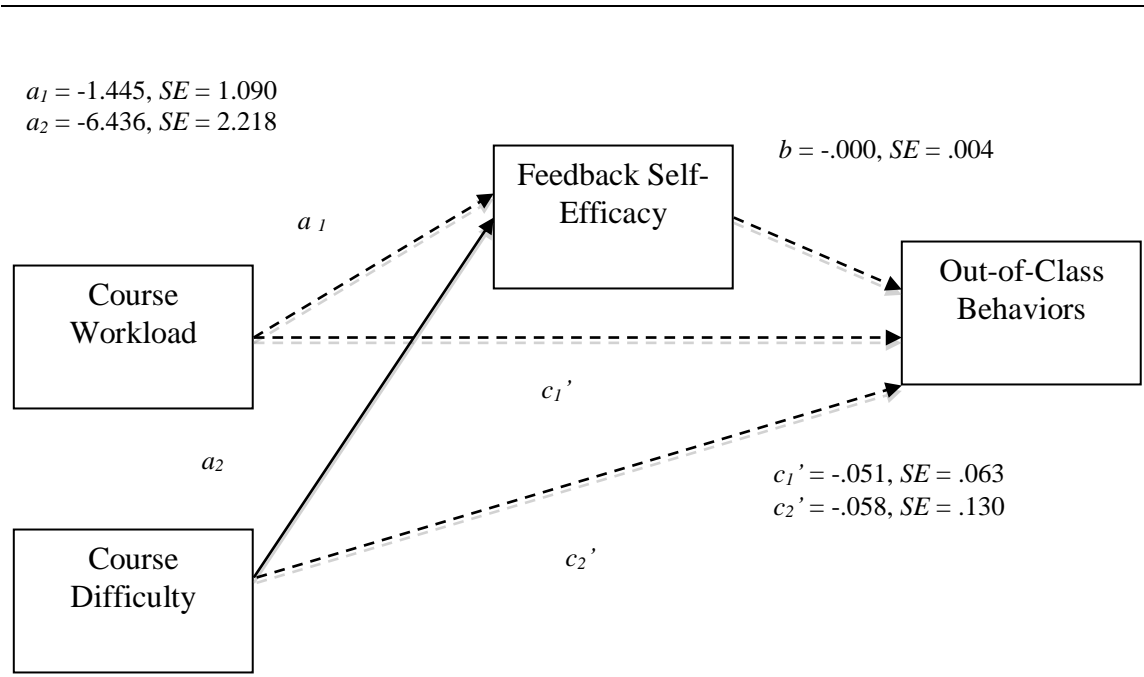 a1 = -1.445, SE = 1.090
a2 = -6.436, SE = 2.218
b = -.000, SE = .004
Feedback Self-
Efficacy
a 1
Out-of-Class
Behaviors
Course
Workload
c1’
a2
c1’ = -.051, SE = .063
c2’ = -.058, SE = .130
Course
Difficulty
c2’